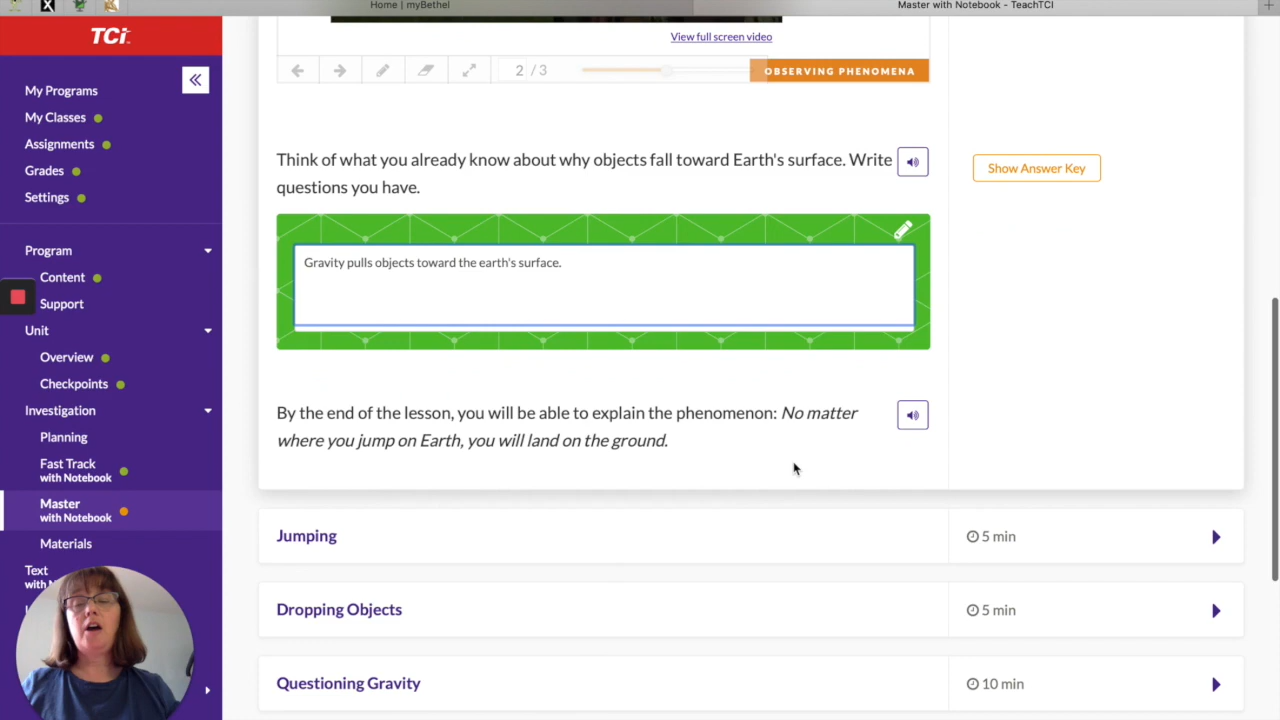 Home | myBethel
Master with Notebook - TeachTCI
TCi
View full screen video
My Programs
2 / 3
OBSERVING PHENOMENA
My Classes
Assignments
Grades
Settings
Think of what you already know about why objects fall toward Earth's surface. Write
questions you have.
Show Answer Key
Program
Content
Support
Gravity pulls objects toward the earth's surface.
Unit
Overview
Checkpoints
Investigation
Planning
Fast Track
with Notebook
Master
with Notebook
Materials
Text
By the end of the lesson, you will be able to explain the phenomenon: No matter
where you jump on Earth, you will land on the ground.
Jumping
5 min
Dropping Objects
5 min
Questioning Gravity
10 min